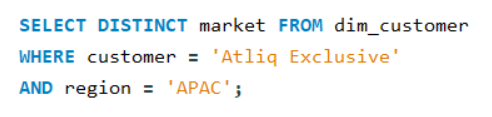 SELECT DISTINCT market FROM dim_customer
WHERE customer = 'Atliq Exclusive'
AND region = 'APAC';